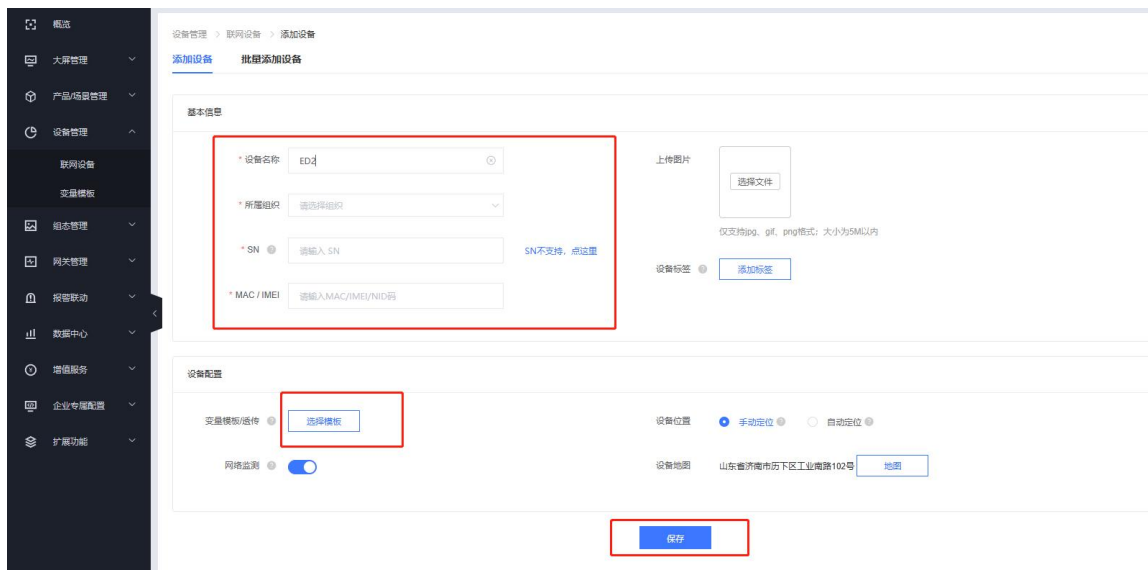 概览
大屏管理
产品/场景管理
设备管理
联网设备
变量模板
组态管理
网关管理
报警联动
数据中心
增值服务
企业专属配置
扩展功能
设备管理 > 联网设备 > 添加设备
添加设备 批量添加设备
基本信息
* 设备名称 ED2
* 所属组织 请选择组织
* SN 请输入 SN SN不支持，点这里
* MAC / IMEI 请输入MAC/IMEI/NID码
上传图片 选择文件
仅支持jpg、gif、png格式；大小为5M以内
设备标签 添加标签
设备配置
变量模板/透传 选择模板
网络监测
设备位置 手动定位 自动定位
设备地图 山东省济南市历下区工业南路102号 地图
保存